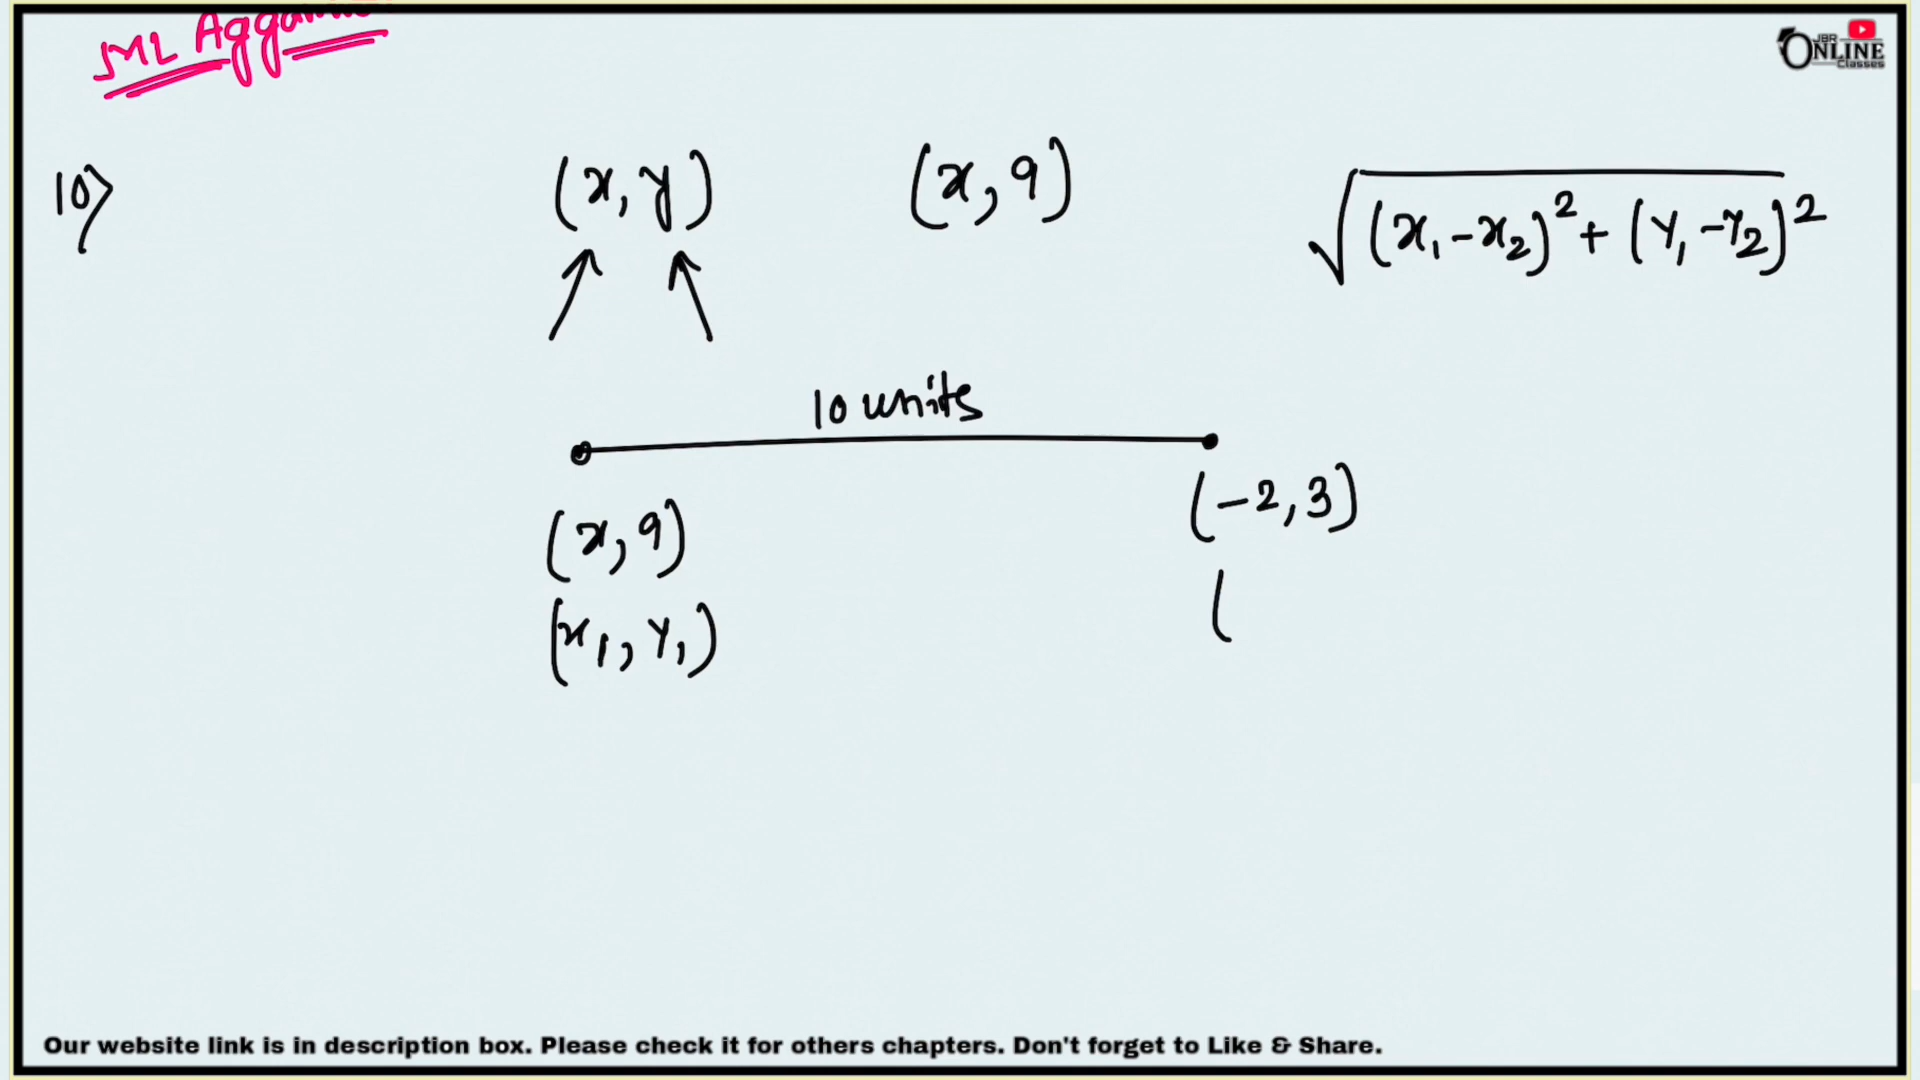 ML Aggarwal
JBR
ONLINE
Classes
10)
(x, y)
(x, 9)
√(x₁-x₂)²+(y₁-y₂)²
10 units
(x, 9)
(-2, 3)
(x₁, y₁)
(
Our website link is in description box. Please check it for others chapters. Don't forget to Like & Share.